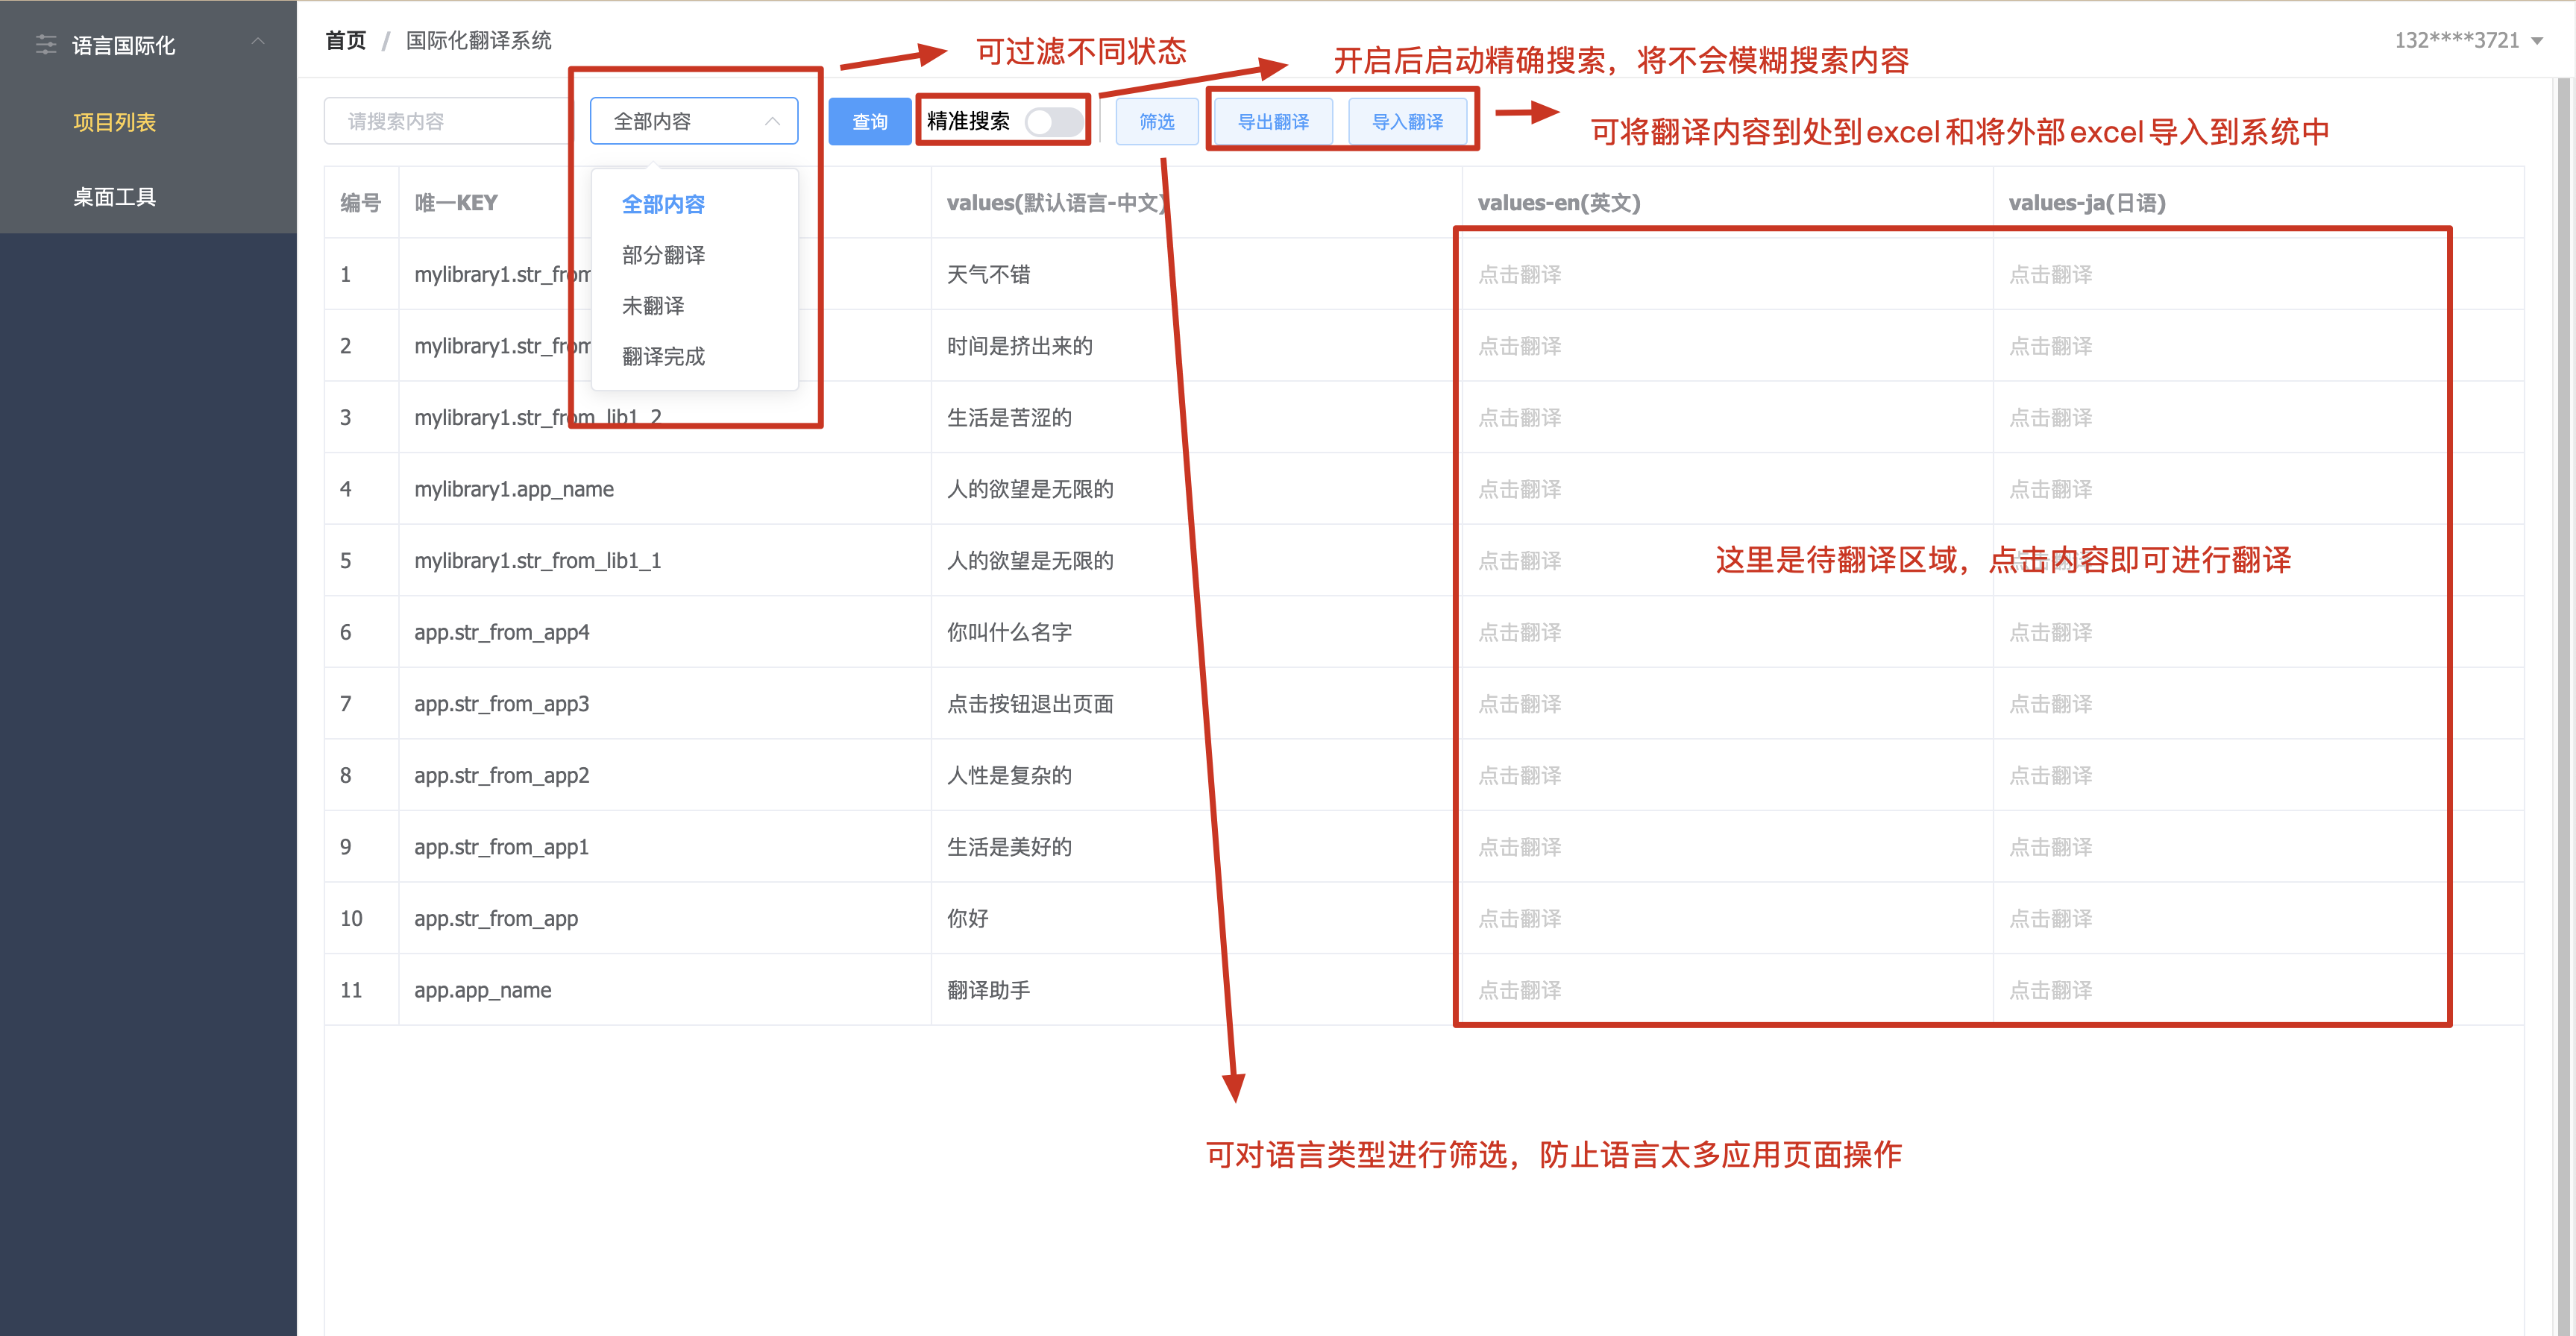 语言国际化
项目列表
桌面工具
首页 / 国际化翻译系统
132****3721
可过滤不同状态
开启后启动精确搜索，将不会模糊搜索内容
请搜索内容
全部内容
查询
精准搜索
筛选
导出翻译
导入翻译
可将翻译内容到处到excel和将外部excel导入到系统中
全部内容
部分翻译
未翻译
翻译完成
编号 唯一KEY values(默认语言-中文) values-en(英文) values-ja(日语)
1 mylibrary1.str_from 天气不错 点击翻译 点击翻译
2 mylibrary1.str_from 时间是挤出来的 点击翻译 点击翻译
3 mylibrary1.str_from_lib1_2 生活是苦涩的 点击翻译 点击翻译
4 mylibrary1.app_name 人的欲望是无限的 点击翻译 点击翻译
5 mylibrary1.str_from_lib1_1 人的欲望是无限的 点击翻译 点击翻译
这里是待翻译区域，点击内容即可进行翻译
6 app.str_from_app4 你叫什么名字 点击翻译 点击翻译
7 app.str_from_app3 点击按钮退出页面 点击翻译 点击翻译
8 app.str_from_app2 人性是复杂的 点击翻译 点击翻译
9 app.str_from_app1 生活是美好的 点击翻译 点击翻译
10 app.str_from_app 你好 点击翻译 点击翻译
11 app.app_name 翻译助手 点击翻译 点击翻译
可对语言类型进行筛选，防止语言太多应用页面操作